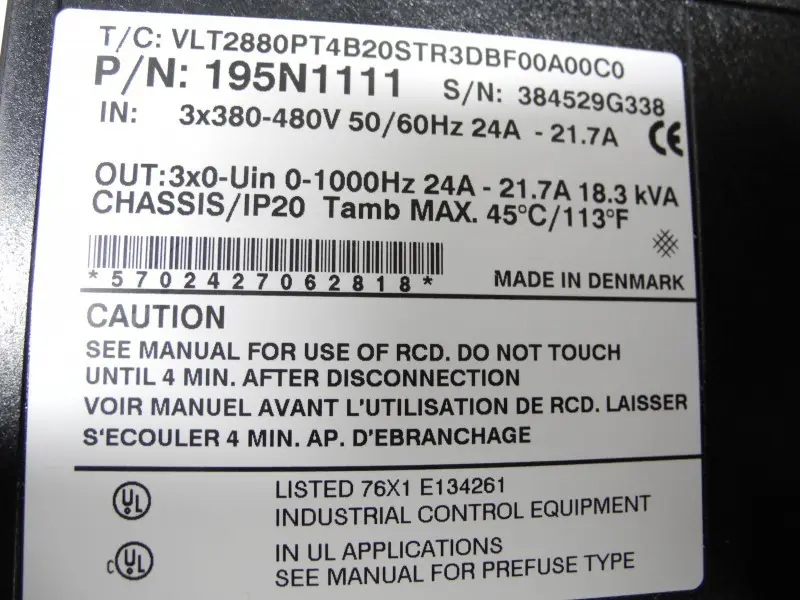 T/C: VLT2880PT4B20STR3DBF00A00C0
P/N: 195N1111 S/N: 384529G338
IN: 3x380-480V 50/60Hz 24A - 21.7A CE
OUT:3x0-Uin 0-1000Hz 24A - 21.7A 18.3 kVA
CHASSIS/IP20 Tamb MAX. 45°C/113°F
*5702427062818* MADE IN DENMARK
CAUTION
SEE MANUAL FOR USE OF RCD. DO NOT TOUCH
UNTIL 4 MIN. AFTER DISCONNECTION
VOIR MANUEL AVANT L'UTILISATION DE RCD. LAISSER
S'ECOULER 4 MIN. AP. D'EBRANCHAGE
UL LISTED 76X1 E134261
INDUSTRIAL CONTROL EQUIPMENT
c UL IN UL APPLICATIONS
SEE MANUAL FOR PREFUSE TYPE